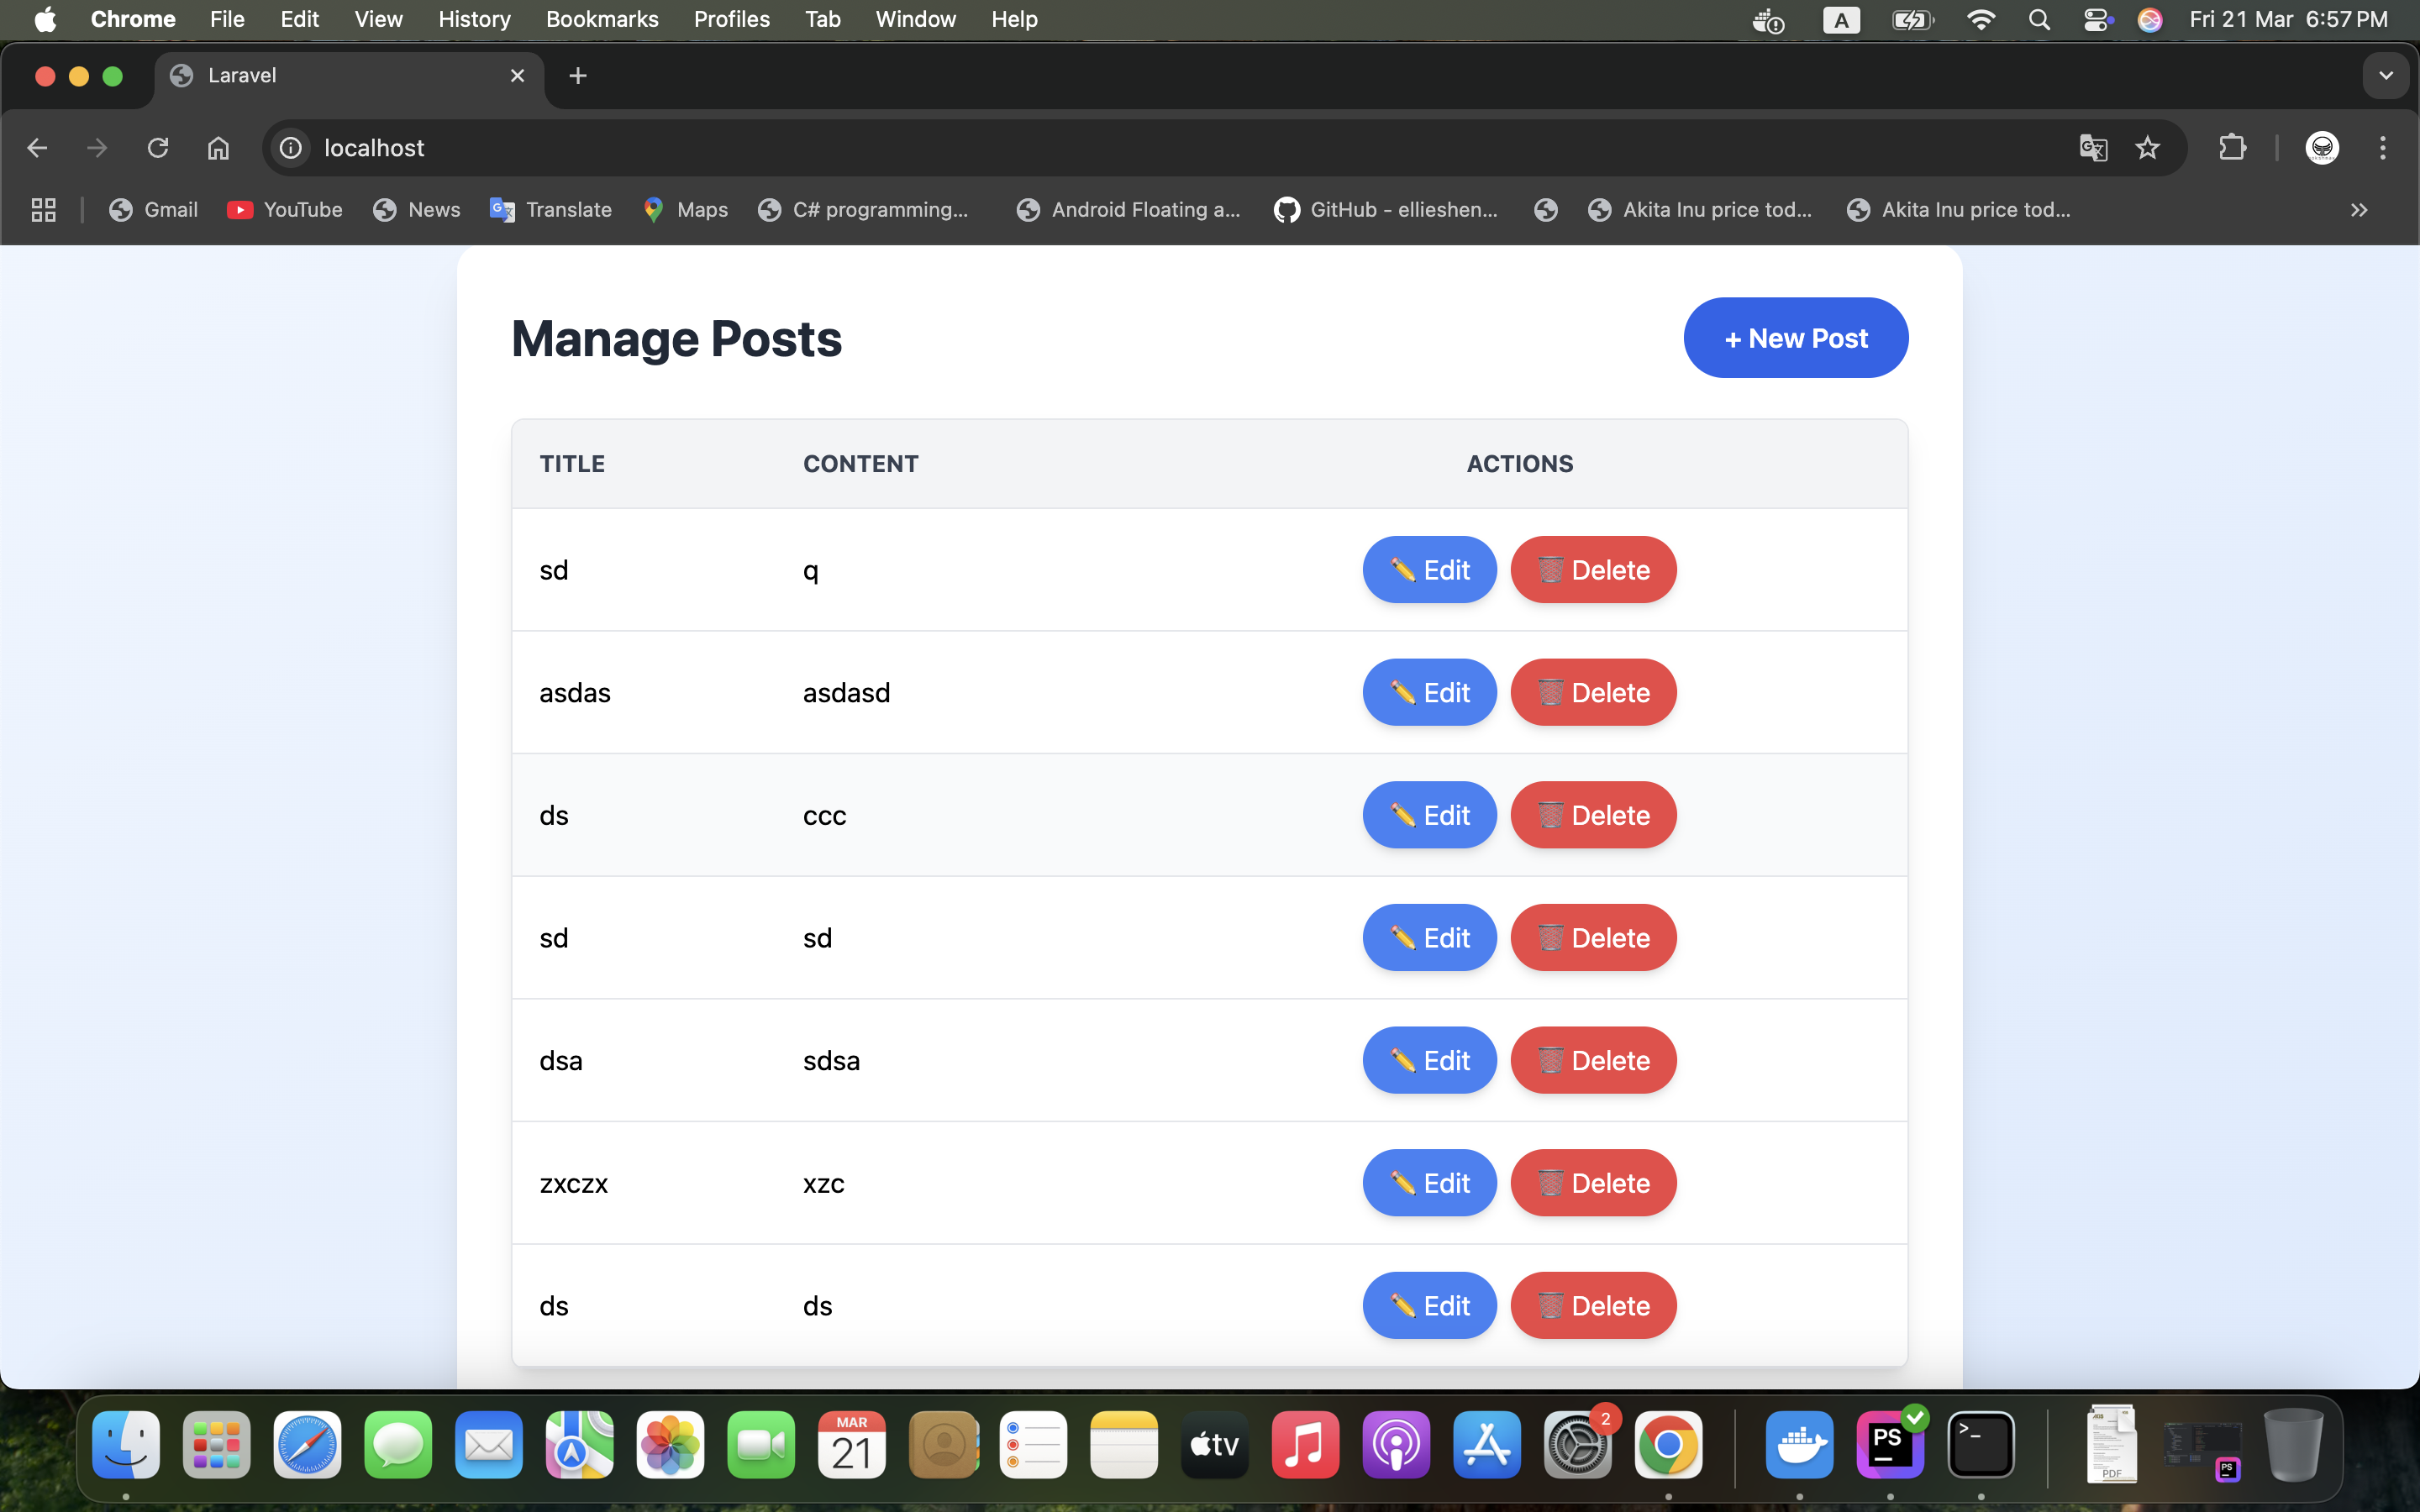 Chrome File Edit View History Bookmarks Profiles Tab Window Help A Fri 21 Mar 6:57 PM
Laravel
localhost
Gmail YouTube News Translate Maps C# programming... Android Floating a... GitHub - ellieshen... Akita Inu price tod... Akita Inu price tod...
Manage Posts + New Post
TITLE CONTENT ACTIONS
sd q ✏️ Edit 🗑️ Delete
asdas asdasd ✏️ Edit 🗑️ Delete
ds ccc ✏️ Edit 🗑️ Delete
sd sd ✏️ Edit 🗑️ Delete
dsa sdsa ✏️ Edit 🗑️ Delete
zxczx xzc ✏️ Edit 🗑️ Delete
ds ds ✏️ Edit 🗑️ Delete
MAR
21
tv
2
PS
>_
PDF
PS